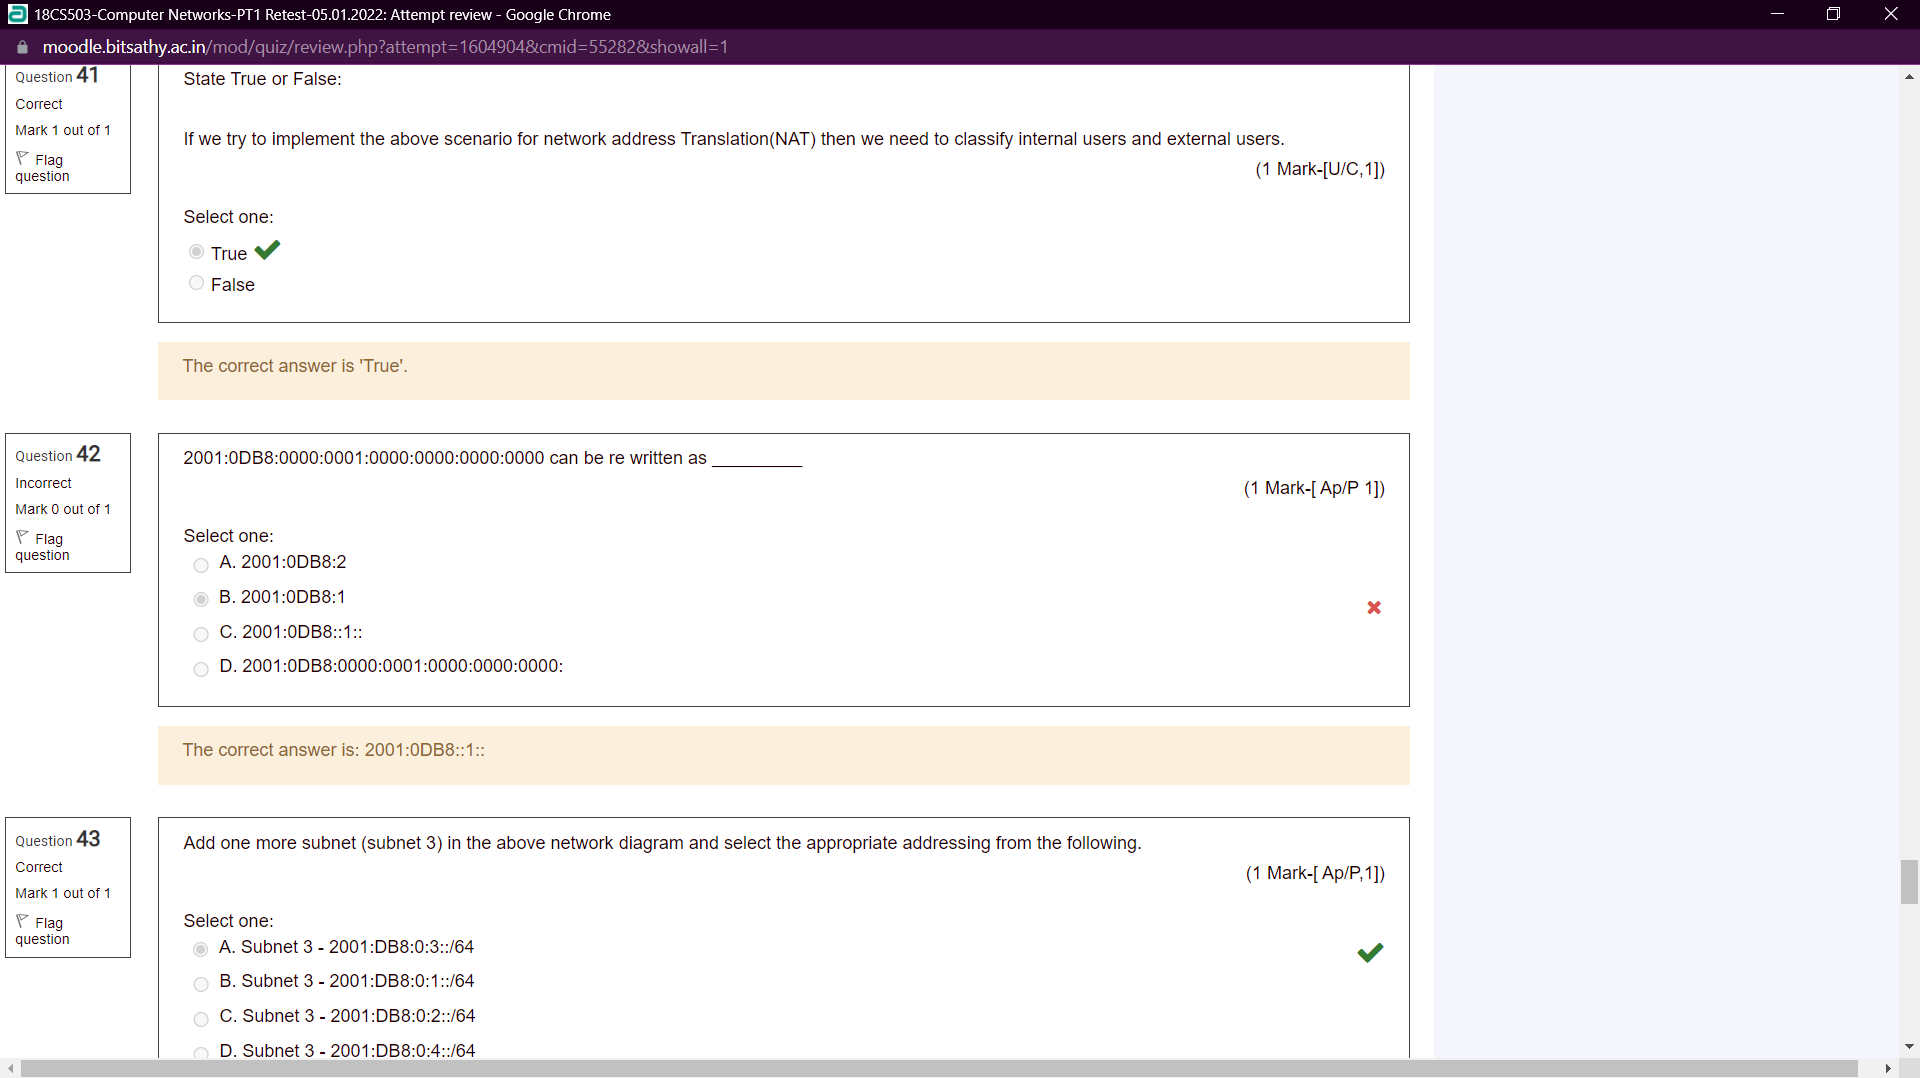 18CS503-Computer Networks-PT1 Retest-05.01.2022: Attempt review - Google Chrome
moodle.bitsathy.ac.in/mod/quiz/review.php?attempt=1604904&cmid=55282&showall=1
Question 41
Correct
Mark 1 out of 1
Flag
question
State True or False:
If we try to implement the above scenario for network address Translation(NAT) then we need to classify internal users and external users.
(1 Mark-[U/C,1])
Select one:
True
False
The correct answer is 'True'.
Question 42
Incorrect
Mark 0 out of 1
Flag
question
2001:0DB8:0000:0001:0000:0000:0000:0000 can be re written as _________
(1 Mark-[ Ap/P 1])
Select one:
A. 2001:0DB8:2
B. 2001:0DB8:1
C. 2001:0DB8::1::
D. 2001:0DB8:0000:0001:0000:0000:0000:
The correct answer is: 2001:0DB8::1::
Question 43
Correct
Mark 1 out of 1
Flag
question
Add one more subnet (subnet 3) in the above network diagram and select the appropriate addressing from the following.
(1 Mark-[ Ap/P,1])
Select one:
A. Subnet 3 - 2001:DB8:0:3::/64
B. Subnet 3 - 2001:DB8:0:1::/64
C. Subnet 3 - 2001:DB8:0:2::/64
D. Subnet 3 - 2001:DB8:0:4::/64